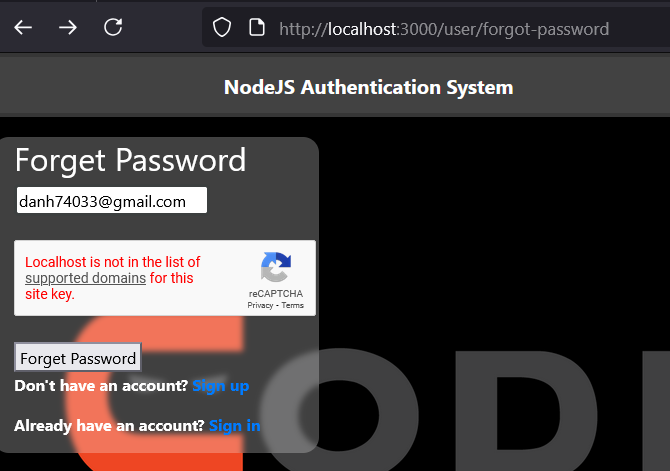 http://localhost:3000/user/forgot-password
NodeJS Authentication System
Forget Password
danh74033@gmail.com
Localhost is not in the list of
supported domains for this
site key.
reCAPTCHA
Privacy - Terms
Forget Password
Don't have an account? Sign up
Already have an account? Sign in